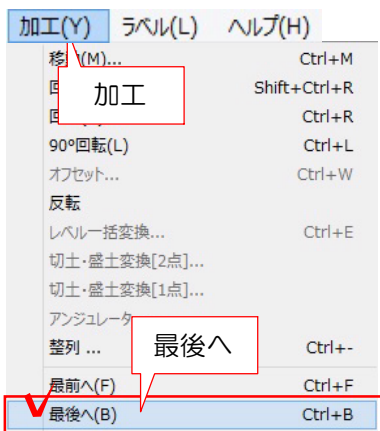 加工(Y) ラベル(L) ヘルプ(H)
移動(M)... Ctrl+M
加工
Shift+Ctrl+R
Ctrl+R
90°回転(L) Ctrl+L
オフセット... Ctrl+W
反転
レベル一括変換... Ctrl+E
切土・盛土変換[2点]...
切土・盛土変換[1点]...
アンジュレータ
最後へ
整列 ... Ctrl+-
最前へ(F) Ctrl+F
最後へ(B) Ctrl+B